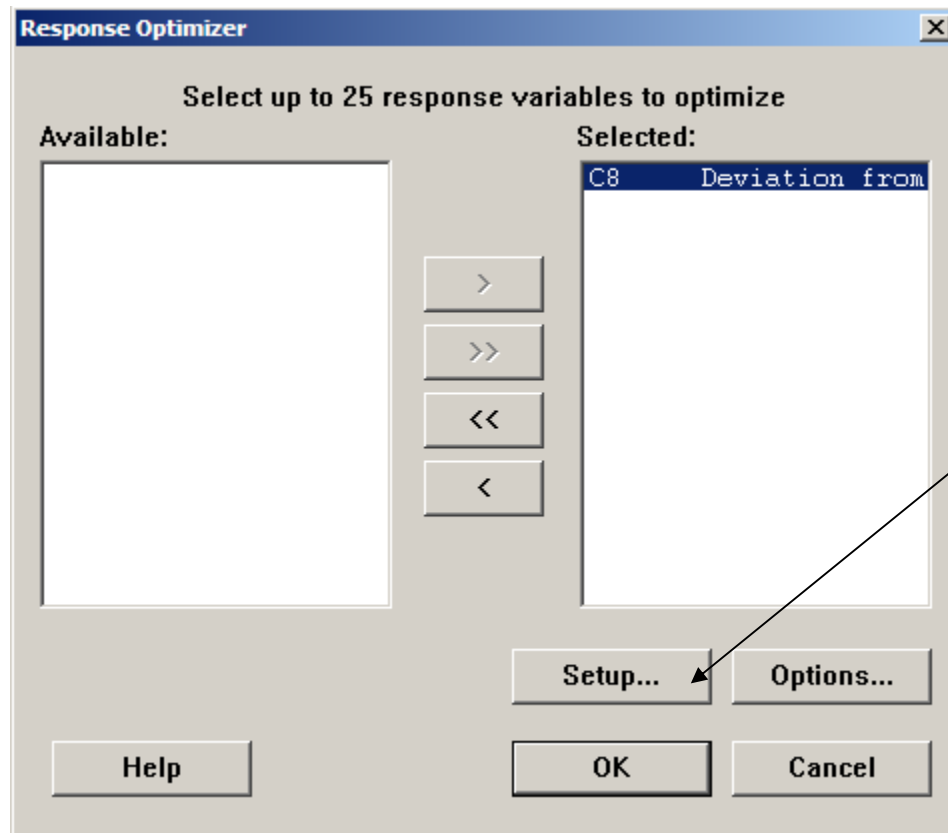 Response Optimizer
Select up to 25 response variables to optimize
Available:
Selected:
C8 Deviation from
>
>>
<<
<
Setup...
Options...
Help
OK
Cancel